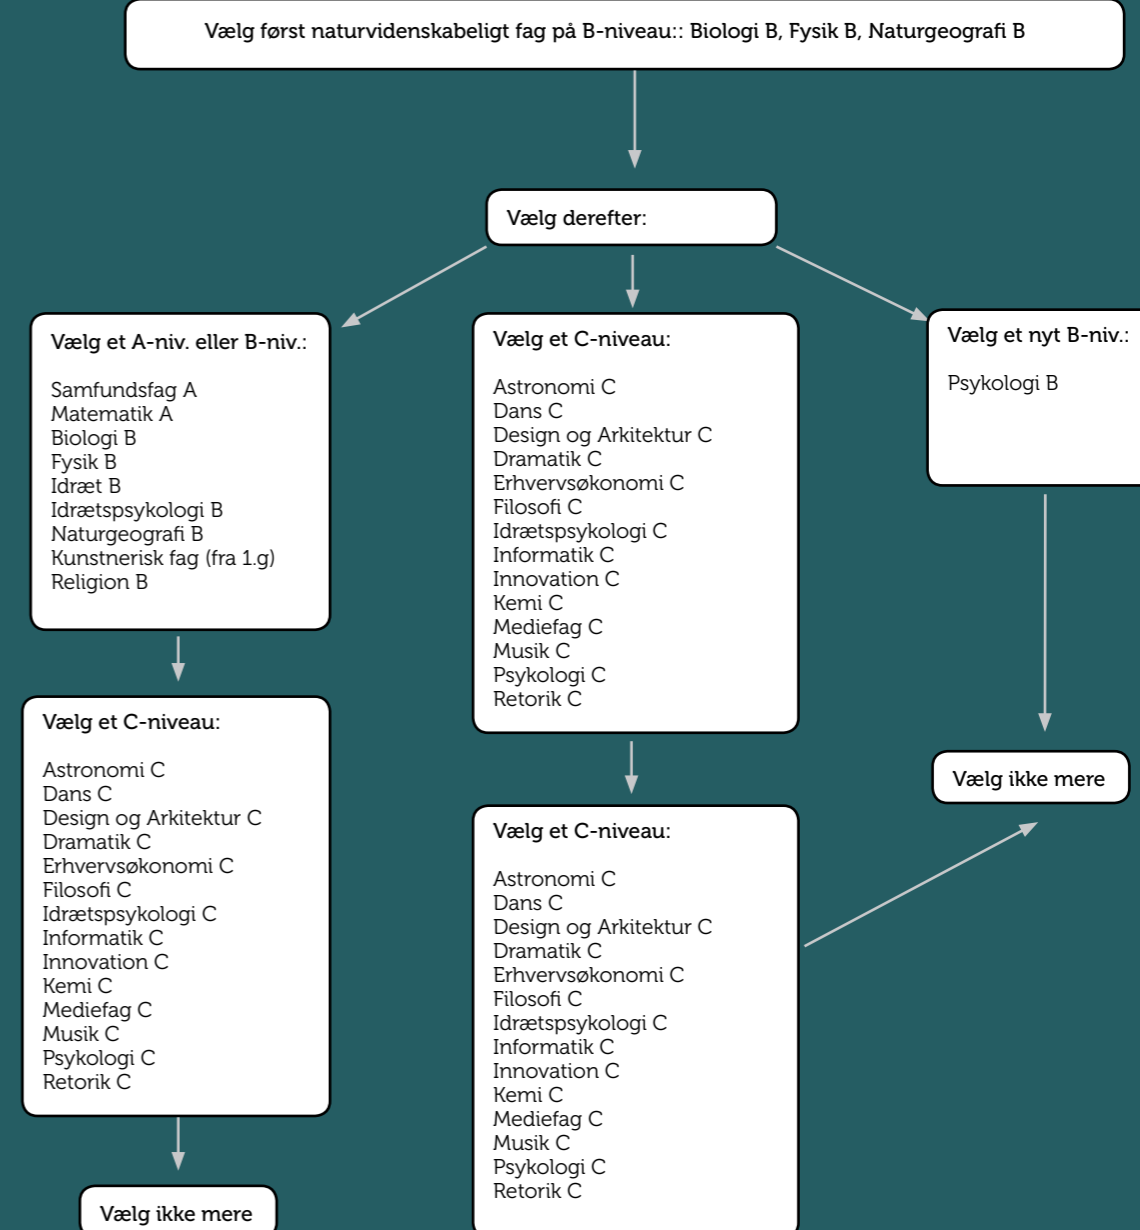 Vælg først naturvidenskabeligt fag på B-niveau:: Biologi B, Fysik B, Naturgeografi B
Vælg derefter:
Vælg et A-niv. eller B-niv.:
Samfundsfag A
Matematik A
Biologi B
Fysik B
Idræt B
Idrætspsykologi B
Naturgeografi B
Kunstnerisk fag (fra 1.g)
Religion B
Vælg et C-niveau:
Astronomi C
Dans C
Design og Arkitektur C
Dramatik C
Erhvervsøkonomi C
Filosofi C
Idrætspsykologi C
Informatik C
Innovation C
Kemi C
Mediefag C
Musik C
Psykologi C
Retorik C
Vælg ikke mere
Vælg et C-niveau:
Astronomi C
Dans C
Design og Arkitektur C
Dramatik C
Erhvervsøkonomi C
Filosofi C
Idrætspsykologi C
Informatik C
Innovation C
Kemi C
Mediefag C
Musik C
Psykologi C
Retorik C
Vælg et C-niveau:
Astronomi C
Dans C
Design og Arkitektur C
Dramatik C
Erhvervsøkonomi C
Filosofi C
Idrætspsykologi C
Informatik C
Innovation C
Kemi C
Mediefag C
Musik C
Psykologi C
Retorik C
Vælg et nyt B-niv.:
Psykologi B
Vælg ikke mere